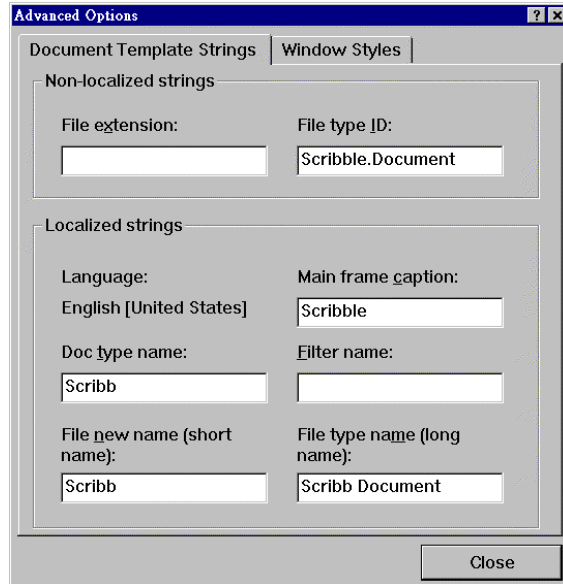 Advanced Options
Document Template Strings Window Styles
Non-localized strings
File extension: File type ID:
Scribble.Document
Localized strings
Language: Main frame caption:
English [United States] Scribble
Doc type name: Filter name:
Scribb
File new name (short name): File type name (long name):
Scribb Scribb Document
Close